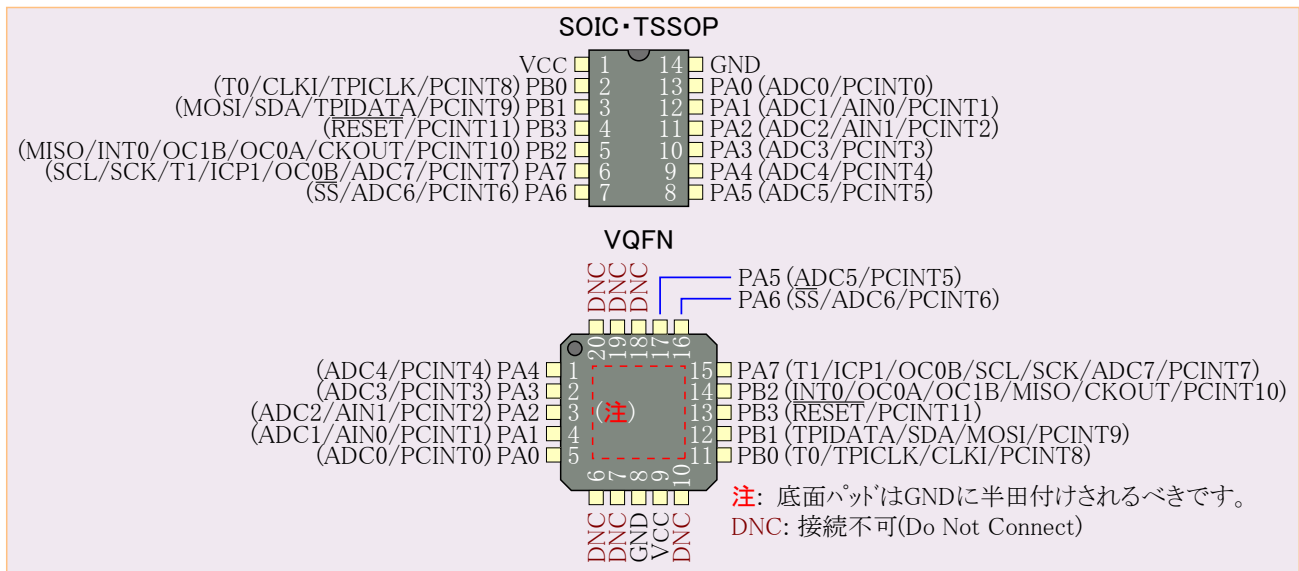 SOIC・TSSOP
VCC 1 14 GND
(T0/CLKI/TPICLK/PCINT8) PB0 2 13 PA0 (ADC0/PCINT0)
(MOSI/SDA/TPIDATA/PCINT9) PB1 3 12 PA1 (ADC1/AIN0/PCINT1)
(RESET/PCINT11) PB3 4 11 PA2 (ADC2/AIN1/PCINT2)
(MISO/INT0/OC1B/OC0A/CKOUT/PCINT10) PB2 5 10 PA3 (ADC3/PCINT3)
(SCL/SCK/T1/ICP1/OC0B/ADC7/PCINT7) PA7 6 9 PA4 (ADC4/PCINT4)
(SS/ADC6/PCINT6) PA6 7 8 PA5 (ADC5/PCINT5)
VQFN
DNC DNC DNC PA5 (ADC5/PCINT5)
PA6 (SS/ADC6/PCINT6)
20 19 18 17 16
(ADC4/PCINT4) PA4 1 15 PA7 (T1/ICP1/OC0B/SCL/SCK/ADC7/PCINT7)
(ADC3/PCINT3) PA3 2 14 PB2 (INT0/OC0A/OC1B/MISO/CKOUT/PCINT10)
(ADC2/AIN1/PCINT2) PA2 3 (注) 13 PB3 (RESET/PCINT11)
(ADC1/AIN0/PCINT1) PA1 4 12 PB1 (TPIDATA/SDA/MOSI/PCINT9)
(ADC0/PCINT0) PA0 5 11 PB0 (T0/TPICLK/CLKI/PCINT8)
6 7 8 9 10
DNC DNC GND VCC DNC
注: 底面ﾊﾟｯﾄﾞはGNDに半田付けされるべきです。
DNC: 接続不可(Do Not Connect)